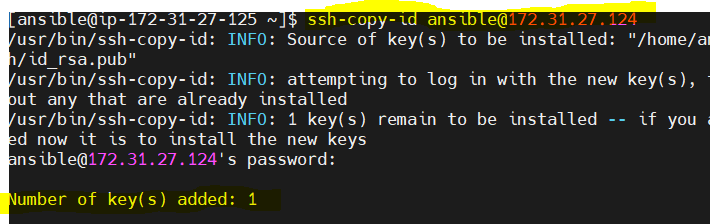 [ansible@ip-172-31-27-125 ~]$ ssh-copy-id ansible@172.31.27.124
/usr/bin/ssh-copy-id: INFO: Source of key(s) to be installed: "/home/an
h/id_rsa.pub"
/usr/bin/ssh-copy-id: INFO: attempting to log in with the new key(s),
out any that are already installed
/usr/bin/ssh-copy-id: INFO: 1 key(s) remain to be installed -- if you a
ed now it is to install the new keys
ansible@172.31.27.124's password:
Number of key(s) added: 1